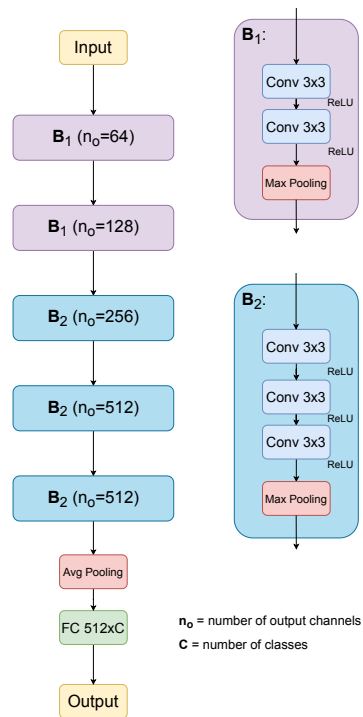 Input
B₁ (nₒ=64)
B₁ (nₒ=128)
B₂ (nₒ=256)
B₂ (nₒ=512)
B₂ (nₒ=512)
Avg Pooling
FC 512xC
Output
B₁:
Conv 3x3
ReLU
Conv 3x3
ReLU
Max Pooling
B₂:
Conv 3x3
ReLU
Conv 3x3
ReLU
Conv 3x3
ReLU
Max Pooling
nₒ = number of output channels
C = number of classes